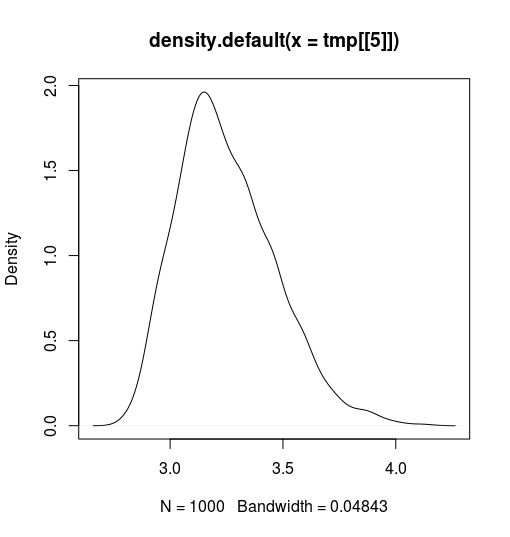 density.default(x = tmp[[5]])
Density
2.0
1.5
1.0
0.5
0.0
3.0 3.5 4.0
N = 1000 Bandwidth = 0.04843